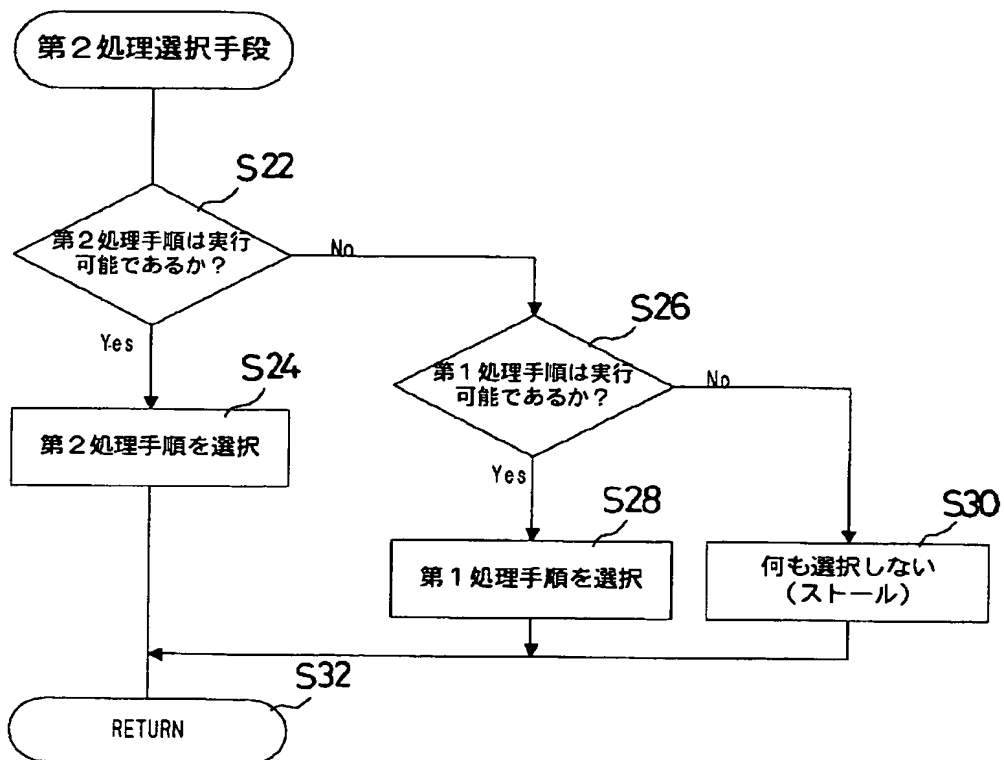 第２処理選択手段
S22
第２処理手順は実行
可能であるか？
No
Yes
S24
第２処理手順を選択
S26
第１処理手順は実行
可能であるか？
No
Yes
S28
第１処理手順を選択
S30
何も選択しない
（ストール）
S32
RETURN